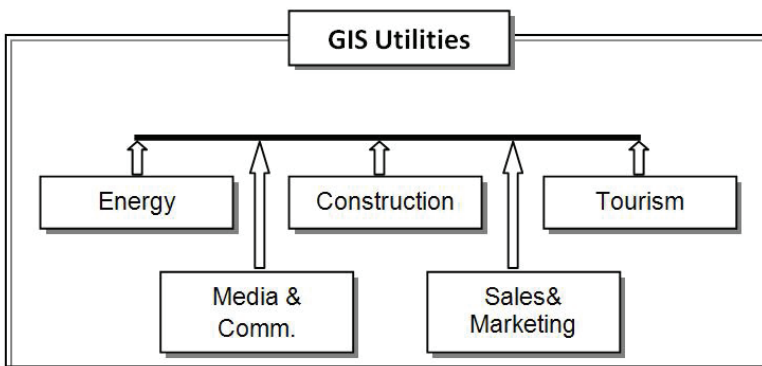 GIS Utilities
Energy
Construction
Tourism
Media &
Comm.
Sales&
Marketing